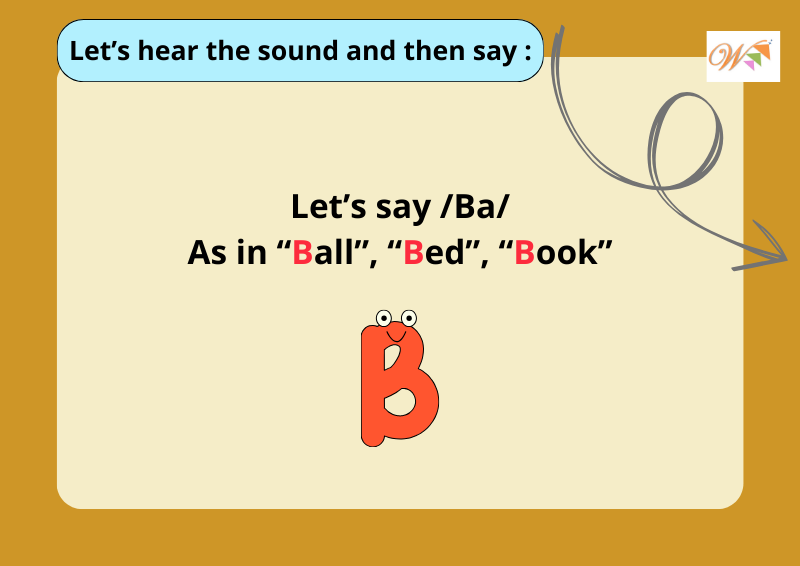 Let’s hear the sound and then say :
W
Let’s say /Ba/
As in “Ball”, “Bed”, “Book”
B